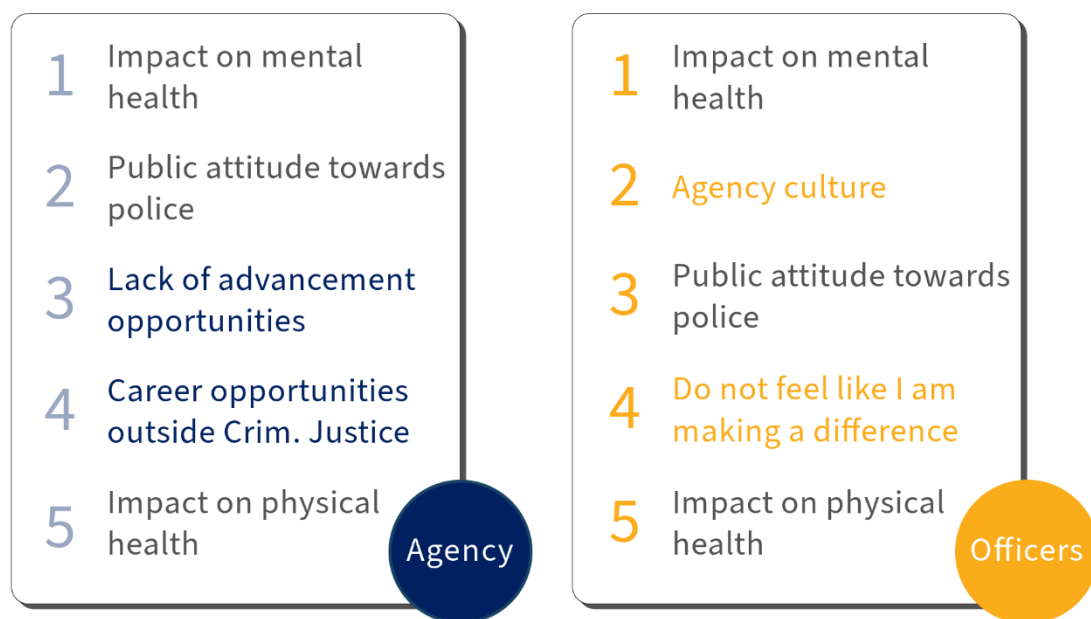 1
Impact on mental
health
2
Public attitude towards
police
3
Lack of advancement
opportunities
4
Career opportunities
outside Crim. Justice
5
Impact on physical
health
Agency
1
Impact on mental
health
2
Agency culture
3
Public attitude towards
police
4
Do not feel like I am
making a difference
5
Impact on physical
health
Officers